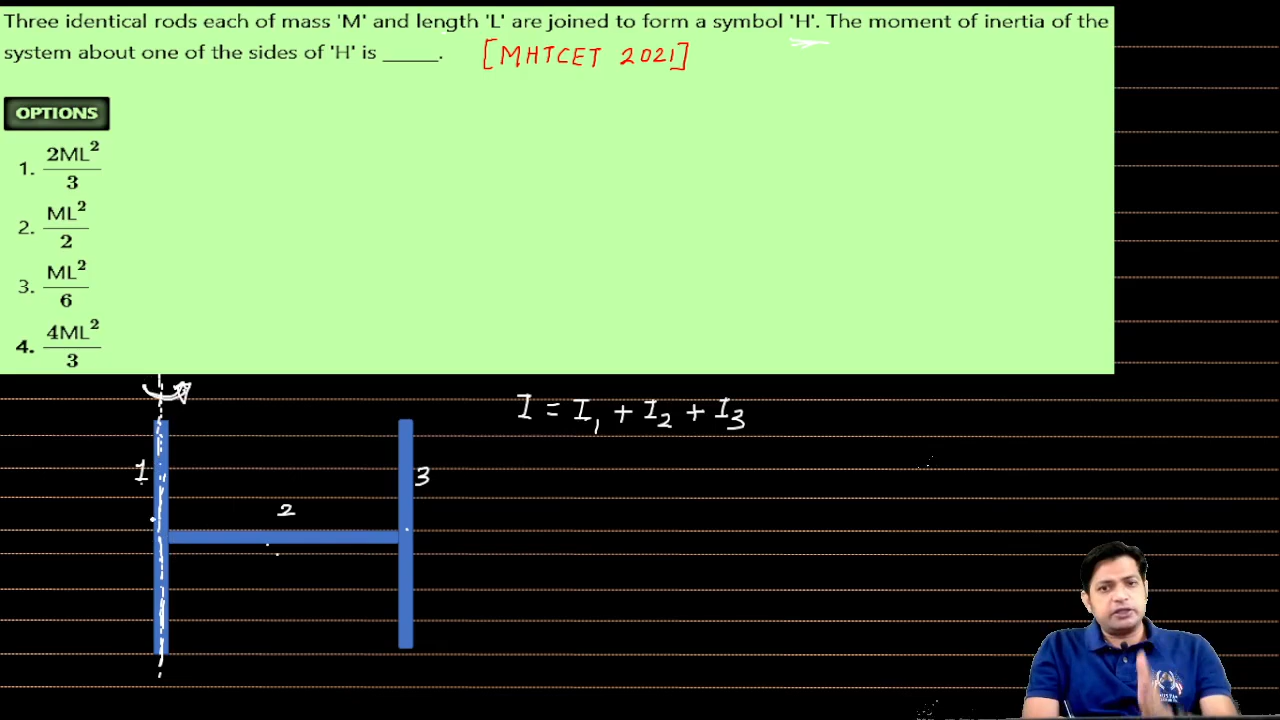 Three identical rods each of mass 'M' and length 'L' are joined to form a symbol 'H'. The moment of inertia of the
system about one of the sides of 'H' is _____. [MHTCET 2021]
OPTIONS
1. 2ML²/3
2. ML²/2
3. ML²/6
4. 4ML²/3
I = I₁ + I₂ + I₃
1
3
2